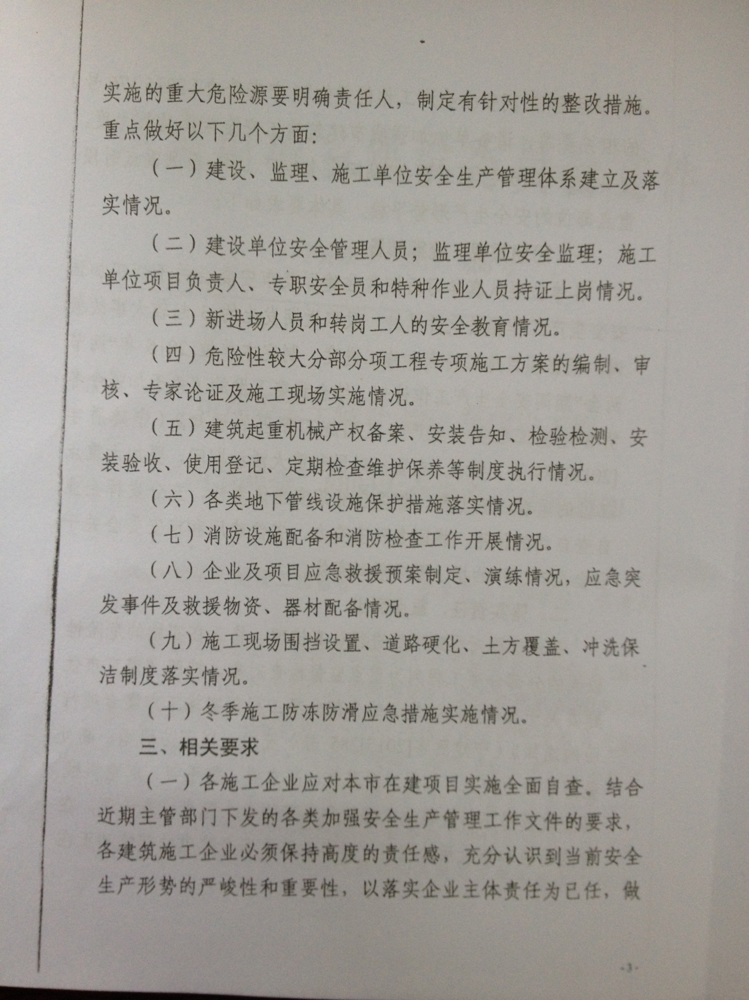 实施的重大危险源要明确责任人，制定有针对性的整改措施。
重点做好以下几个方面：
（一）建设、监理、施工单位安全生产管理体系建立及落
实情况。
（二）建设单位安全管理人员；监理单位安全监理；施工
单位项目负责人、专职安全员和特种作业人员持证上岗情况。
（三）新进场人员和转岗工人的安全教育情况。
（四）危险性较大分部分项工程专项施工方案的编制、审
核、专家论证及施工现场实施情况。
（五）建筑起重机械产权备案、安装告知、检验检测、安
装验收、使用登记、定期检查维护保养等制度执行情况。
（六）各类地下管线设施保护措施落实情况。
（七）消防设施配备和消防检查工作开展情况。
（八）企业及项目应急救援预案制定、演练情况，应急突
发事件及救援物资、器材配备情况。
（九）施工现场围挡设置、道路硬化、土方覆盖、冲洗保
洁制度落实情况。
（十）冬季施工防冻防滑应急措施实施情况。
三、相关要求
（一）各施工企业应对本市在建项目实施全面自查。结合
近期主管部门下发的各类加强安全生产管理工作文件的要求，
各建筑施工企业必须保持高度的责任感，充分认识到当前安全
生产形势的严峻性和重要性，以落实企业主体责任为已任，做
-3-